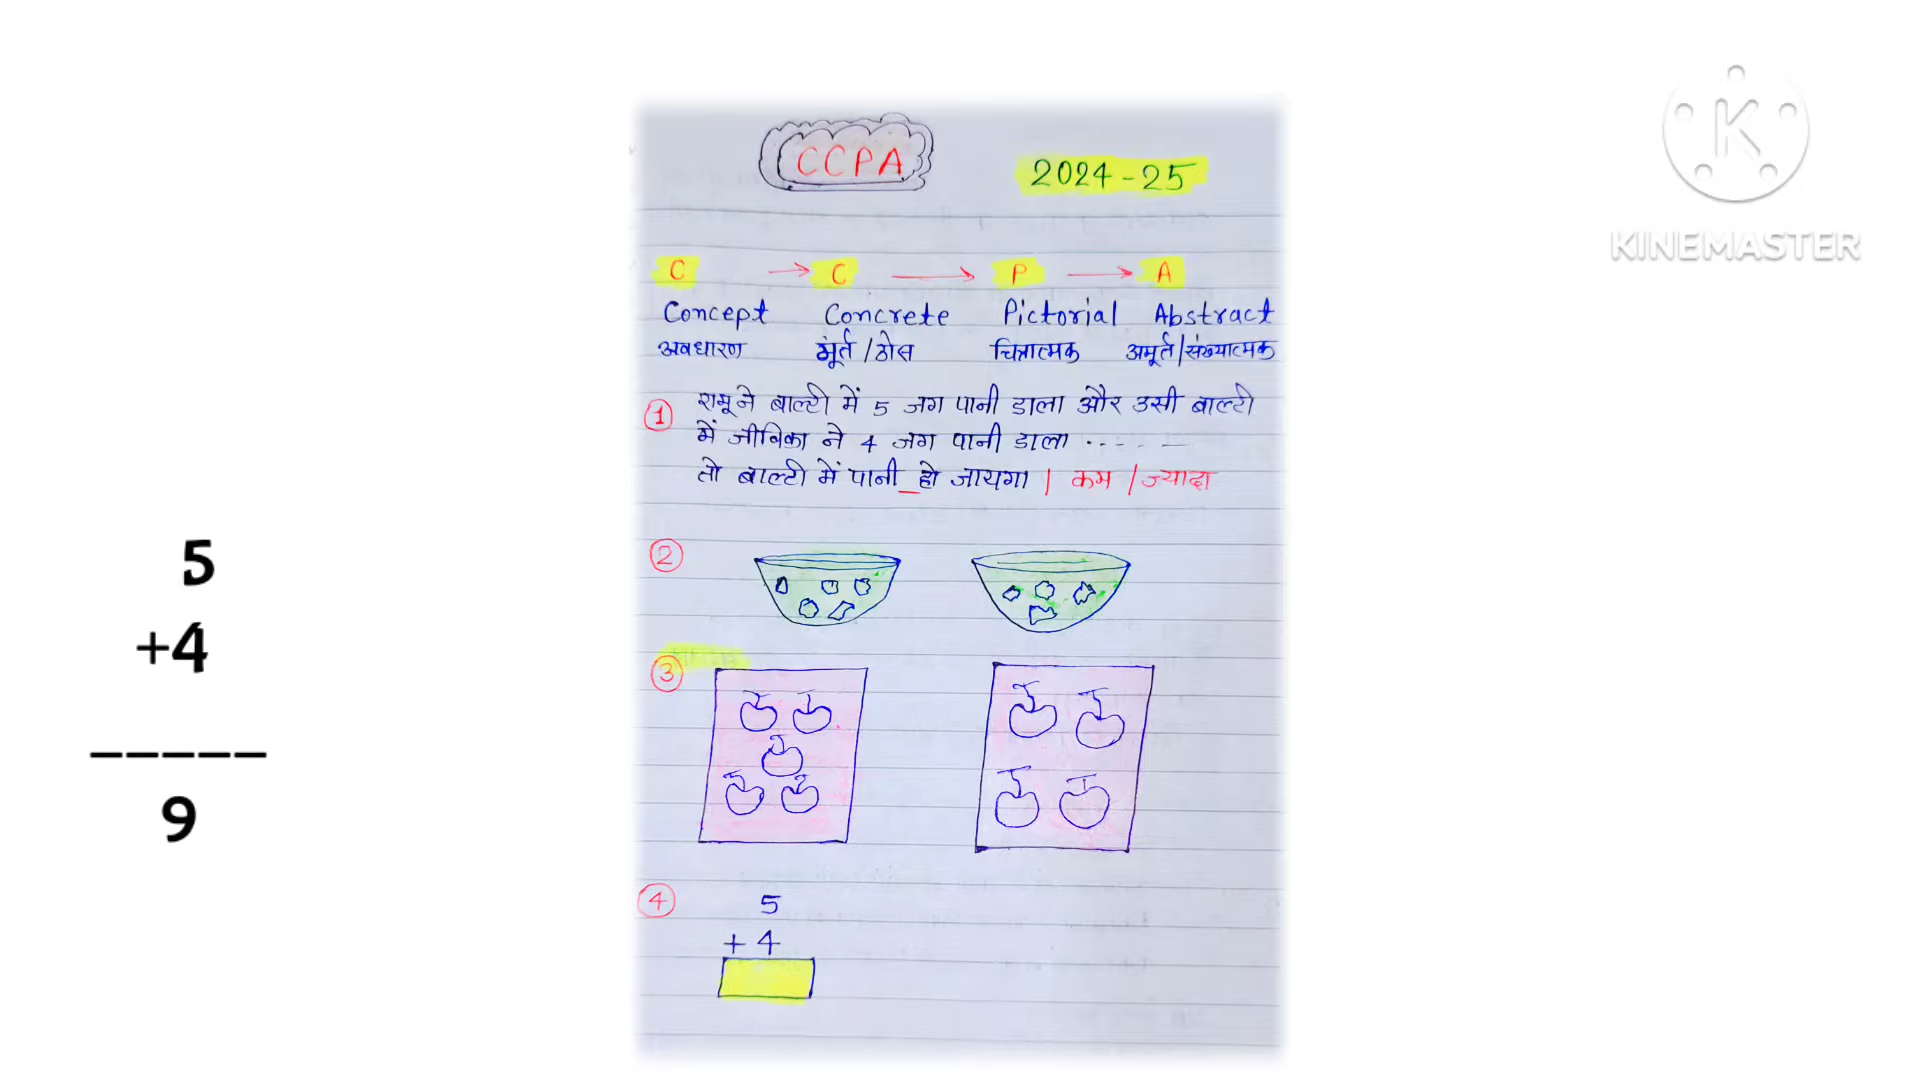 CCPA
2024-25
C → C → P → A
Concept Concrete Pictorial Abstract
अवधारण मूर्त/ठोस चित्रात्मक अमूर्त/संख्यात्मक
① रामू ने बाल्टी में 5 जग पानी डाला और उसी बाल्टी
में जीविका ने 4 जग पानी डाला .....
तो बाल्टी में पानी _ हो जायगा | कम / ज्यादा
②
③
④ 5
+ 4
5
+4
-----
9
KINEMASTER